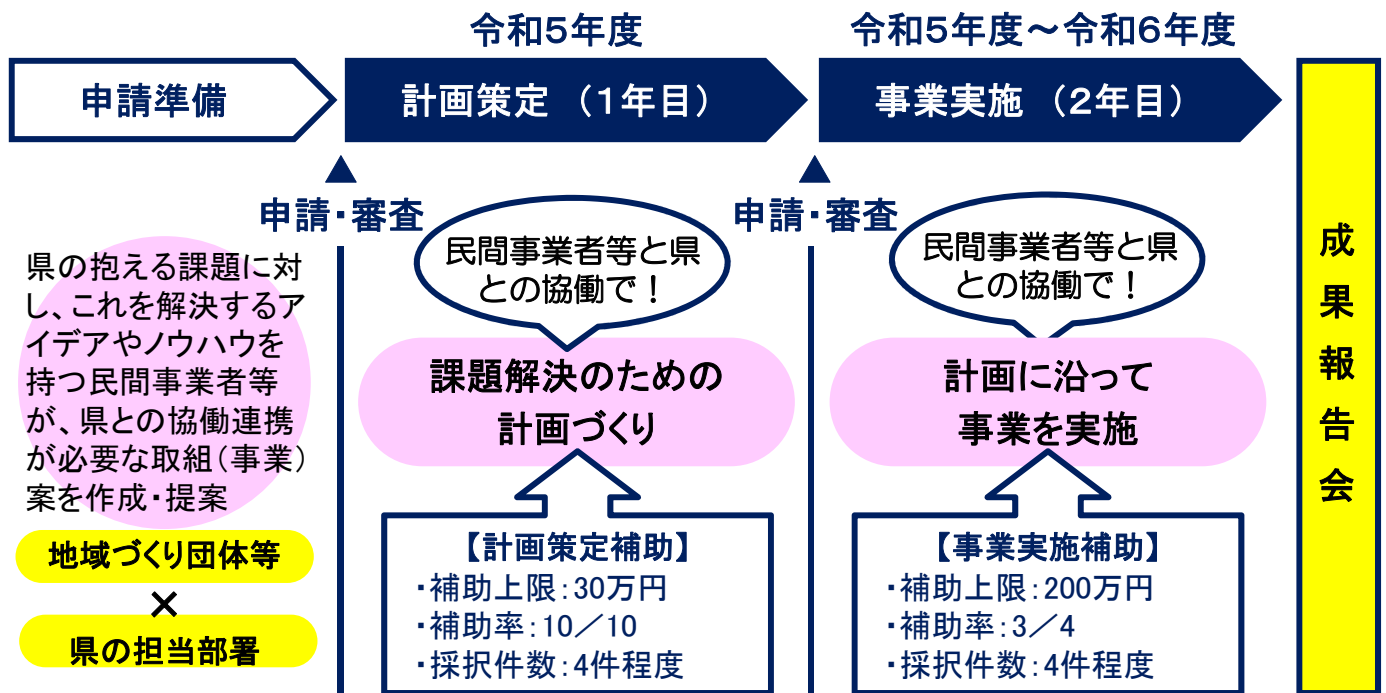 令和5年度
令和5年度～令和6年度
申請準備
計画策定 （1年目）
事業実施 （2年目）
申請・審査
申請・審査
県の抱える課題に対
し、これを解決するア
イデアやノウハウを
持つ民間事業者等
が、県との協働連携
が必要な取組（事業）
案を作成・提案
地域づくり団体等
×
県の担当部署
民間事業者等と県
との協働で！
課題解決のための
計画づくり
【計画策定補助】
・補助上限：30万円
・補助率：10／10
・採択件数：4件程度
民間事業者等と県
との協働で！
計画に沿って
事業を実施
【事業実施補助】
・補助上限：200万円
・補助率：3／4
・採択件数：4件程度
成果報告会